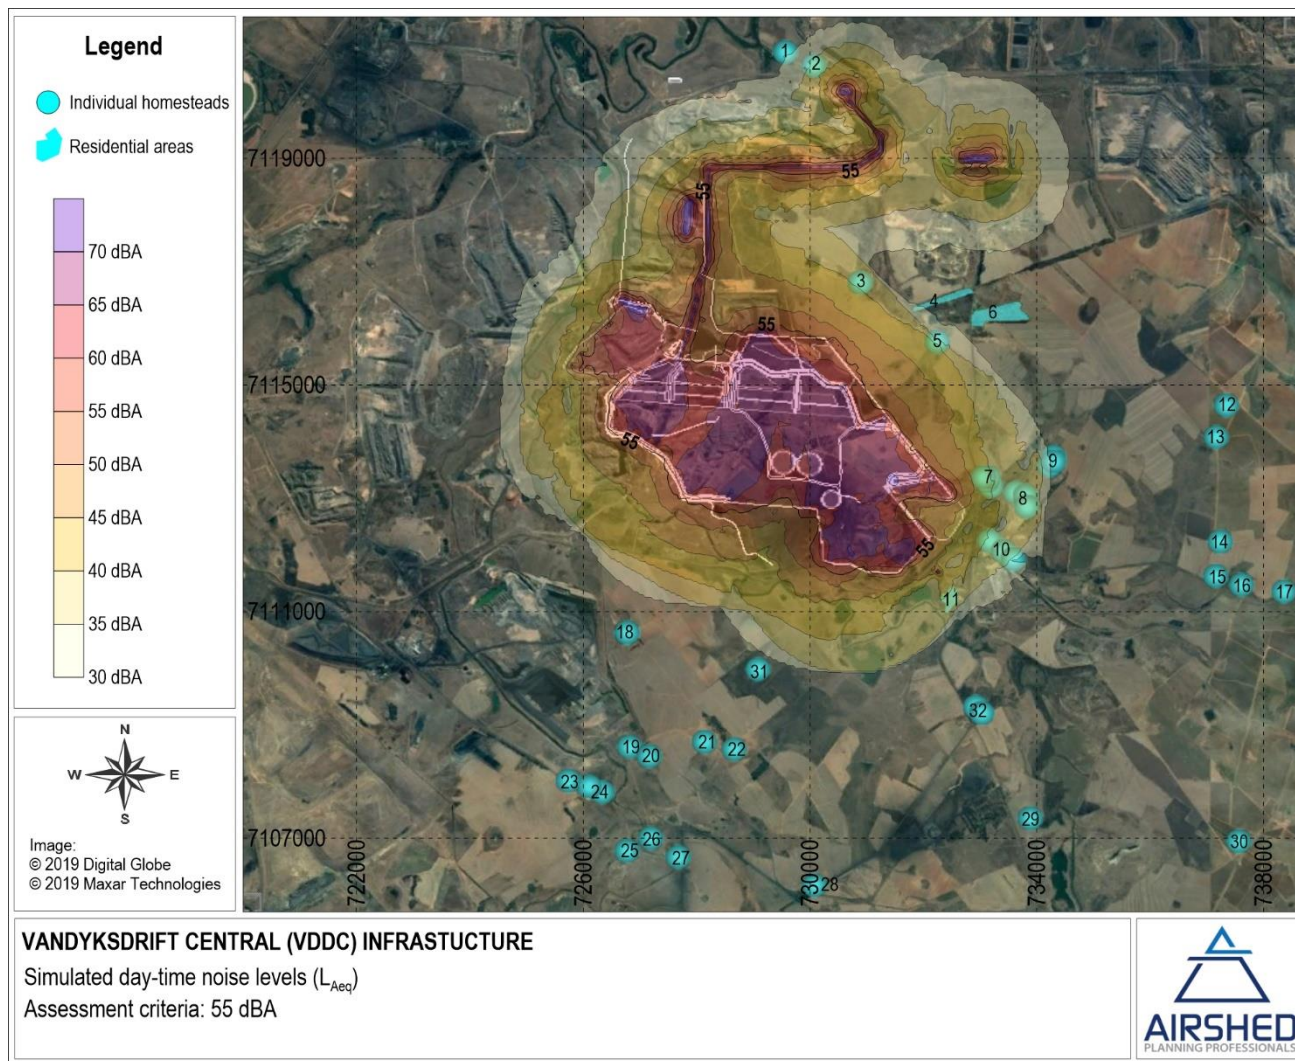 Legend
Individual homesteads
Residential areas
70 dBA
65 dBA
60 dBA
55 dBA
50 dBA
45 dBA
40 dBA
35 dBA
30 dBA
N
W E
S
Image:
© 2019 Digital Globe
© 2019 Maxar Technologies
1
2
7119000
55
55
3
4
6
5
55
7115000
12
13
55
9
7
8
14
10
55
15
16
17
11
7111000
18
31
32
19
20
21
22
23
24
29
7107000
26
25
27
30
28
722000
726000
730000
734000
738000
VANDYKSDRIFT CENTRAL (VDDC) INFRASTUCTURE
Simulated day-time noise levels (LAeq)
Assessment criteria: 55 dBA
AIRSHED
PLANNING PROFESSIONALS